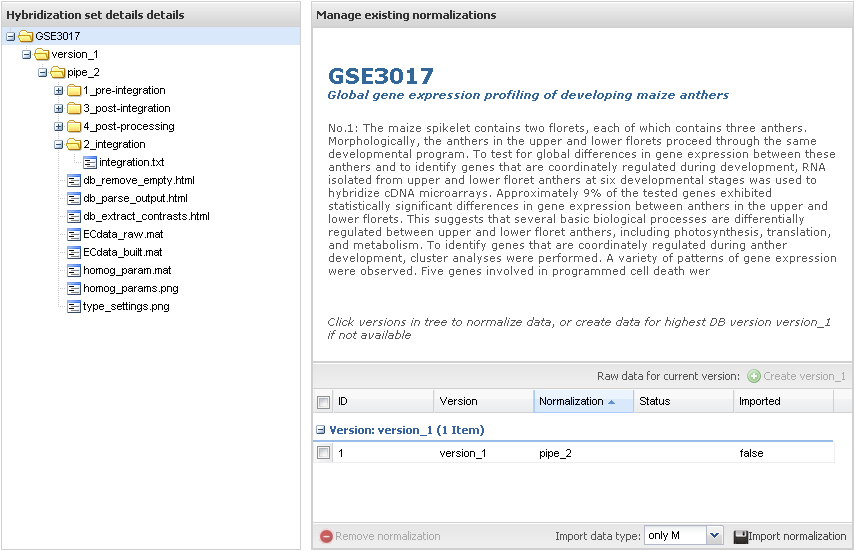 Hybridization set details details
GSE3017
version_1
pipe_2
1_pre-integration
3_post-integration
4_post-processing
2_integration
integration.txt
db_remove_empty.html
db_parse_output.html
db_extract_contrasts.html
ECdata_raw.mat
ECdata_built.mat
homog_param.mat
homog_params.png
type_settings.png
Manage existing normalizations
GSE3017
Global gene expression profiling of developing maize anthers
No.1: The maize spikelet contains two florets, each of which contains three anthers.
Morphologically, the anthers in the upper and lower florets proceed through the same
developmental program. To test for global differences in gene expression between these
anthers and to identify genes that are coordinately regulated during development, RNA
isolated from upper and lower floret anthers at six developmental stages was used to
hybridize cDNA microarrays. Approximately 9% of the tested genes exhibited
statistically significant differences in gene expression between anthers in the upper and
lower florets. This suggests that several basic biological processes are differentially
regulated between upper and lower floret anthers, including photosynthesis, translation,
and metabolism. To identify genes that are coordinately regulated during anther
development, cluster analyses were performed. A variety of patterns of gene expression
were observed. Five genes involved in programmed cell death wer
Click versions in tree to normalize data, or create data for highest DB version version_1
if not available
Raw data for current version: Create version_1
ID Version Normalization Status Imported
Version: version_1 (1 Item)
1 version_1 pipe_2 false
Remove normalization Import data type: only M Import normalization